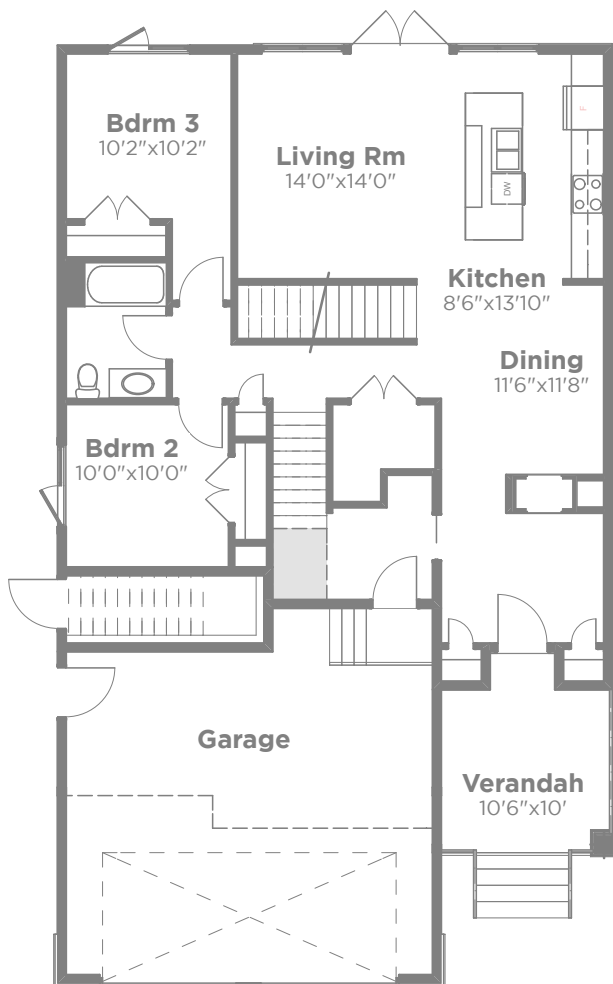 Bdrm 3
10'2"x10'2"
Living Rm
14'0"x14'0"
F
DW
Kitchen
8'6"x13'10"
Dining
11'6"x11'8"
Bdrm 2
10'0"x10'0"
Garage
Verandah
10'6"x10'